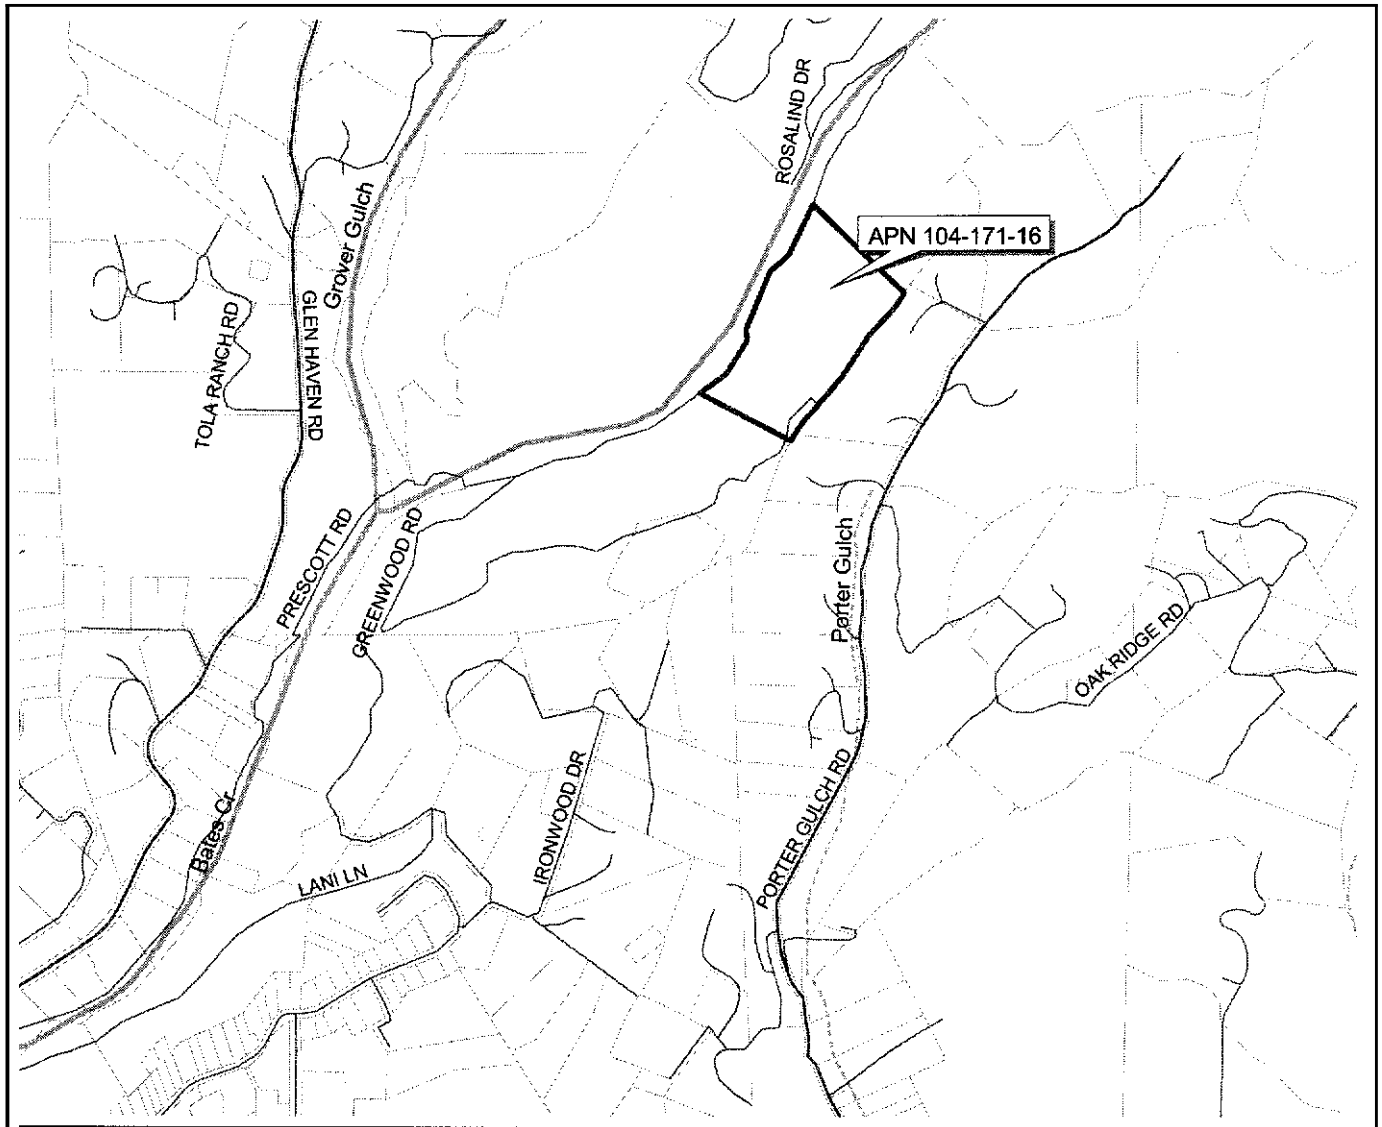 ROSALIND DR
APN 104-171-16
Grover Gulch
GLEN HAVEN RD
TOLA RANCH RD
PRESCOTT RD
GREENWOOD RD
Porter Gulch
OAK RIDGE RD
IRONWOOD DR
PORTER GULCH RD
Bates Cr
LANI LN